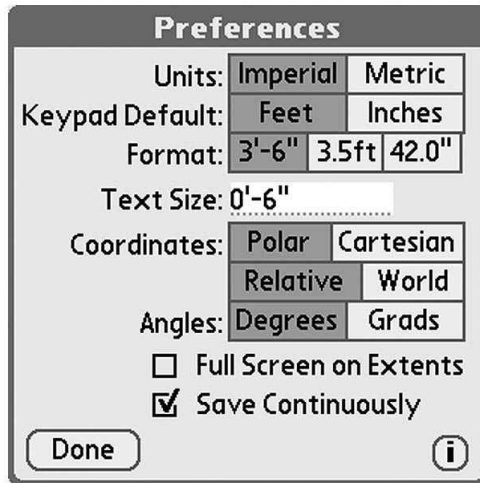 Preferences
Units: Imperial Metric
Keypad Default: Feet Inches
Format: 3'-6" 3.5ft 42.0"
Text Size: 0'-6"
Coordinates: Polar Cartesian
Relative World
Angles: Degrees Grads
Full Screen on Extents
Save Continuously
Done i